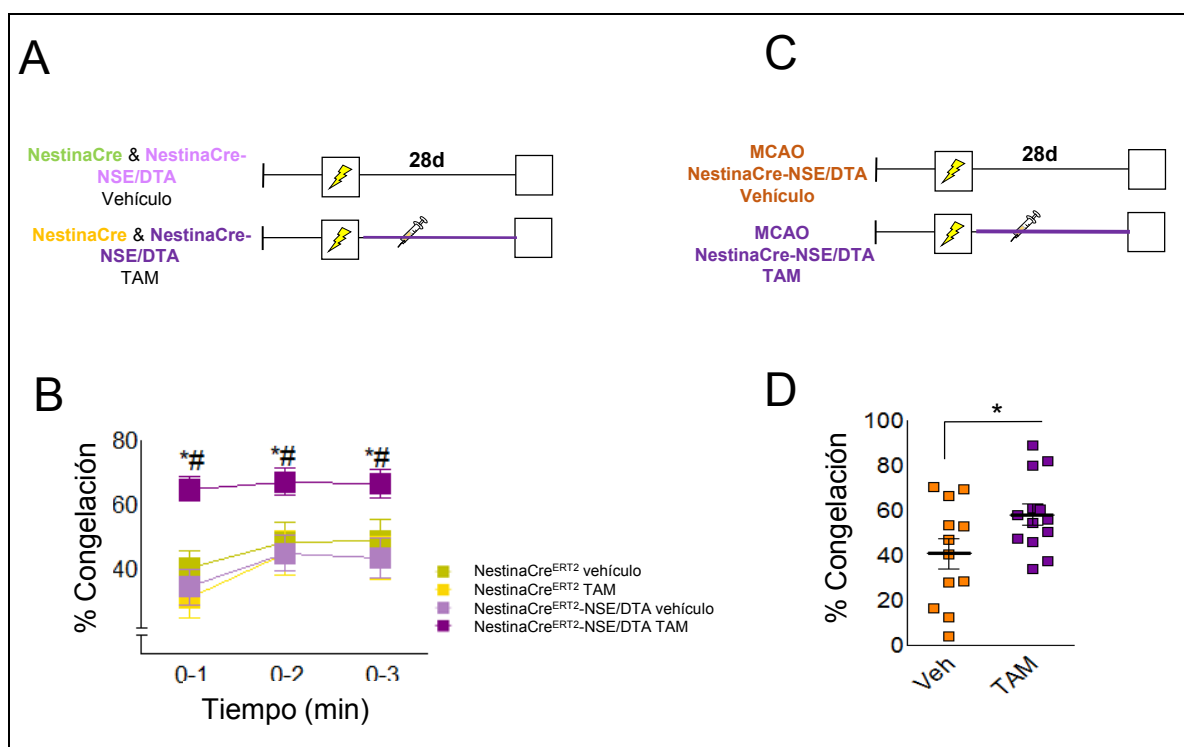 A
NestinaCre & NestinaCre-
NSE/DTA
Vehículo
28d
NestinaCre & NestinaCre-
NSE/DTA
TAM
C
MCAO
NestinaCre-NSE/DTA
Vehículo
28d
MCAO
NestinaCre-NSE/DTA
TAM
B
% Congelación
80
60
40
*#
*#
*#
0-1
0-2
0-3
Tiempo (min)
NestinaCreERT2 vehículo
NestinaCreERT2 TAM
NestinaCreERT2-NSE/DTA vehículo
NestinaCreERT2-NSE/DTA TAM
D
% Congelación
100
80
60
40
20
0
*
Veh
TAM